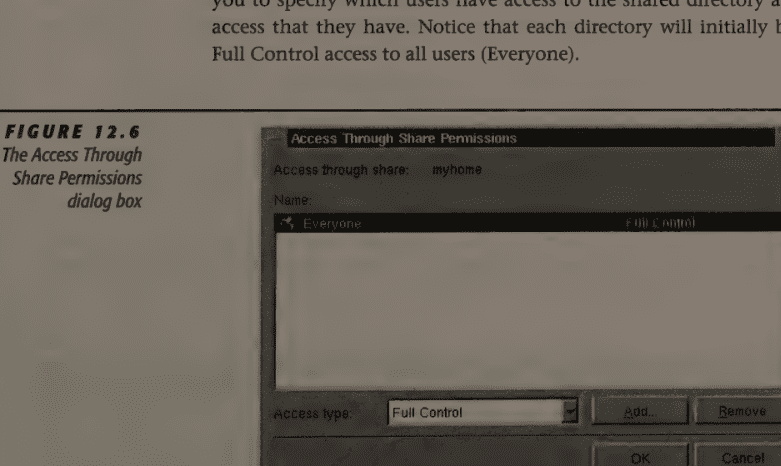 you to specify which users have access to the shared directory
access that they have. Notice that each directory will initially
Full Control access to all users (Everyone).
FIGURE 12.6
The Access Through
Share Permissions
dialog box
Access Through Share Permissions
Access through share: myhome
Name:
Everyone Full Control
Access type: Full Control Add... Remove
OK Cancel